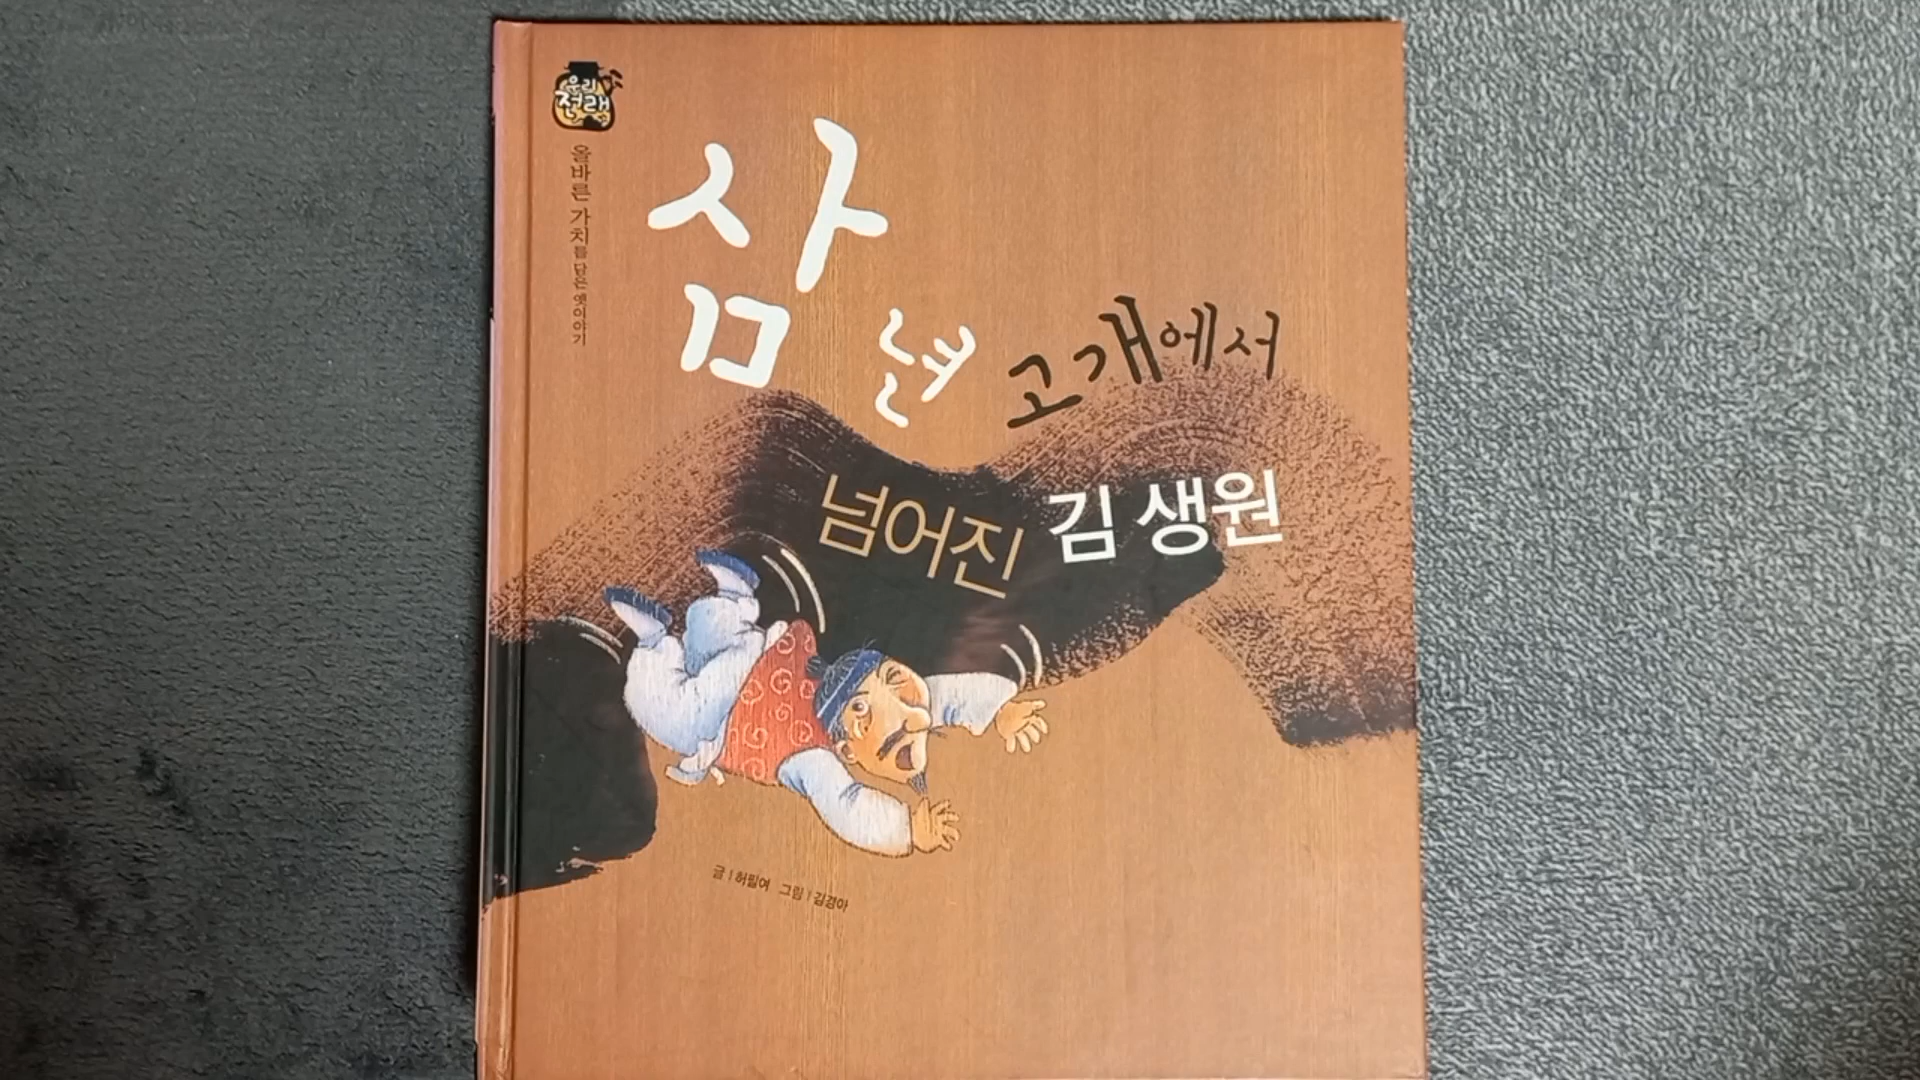 우리
전래
올바른 가치를 담은 옛이야기
삼년 고개에서
넘어진 김생원
글 | 허필여 그림 | 김경아